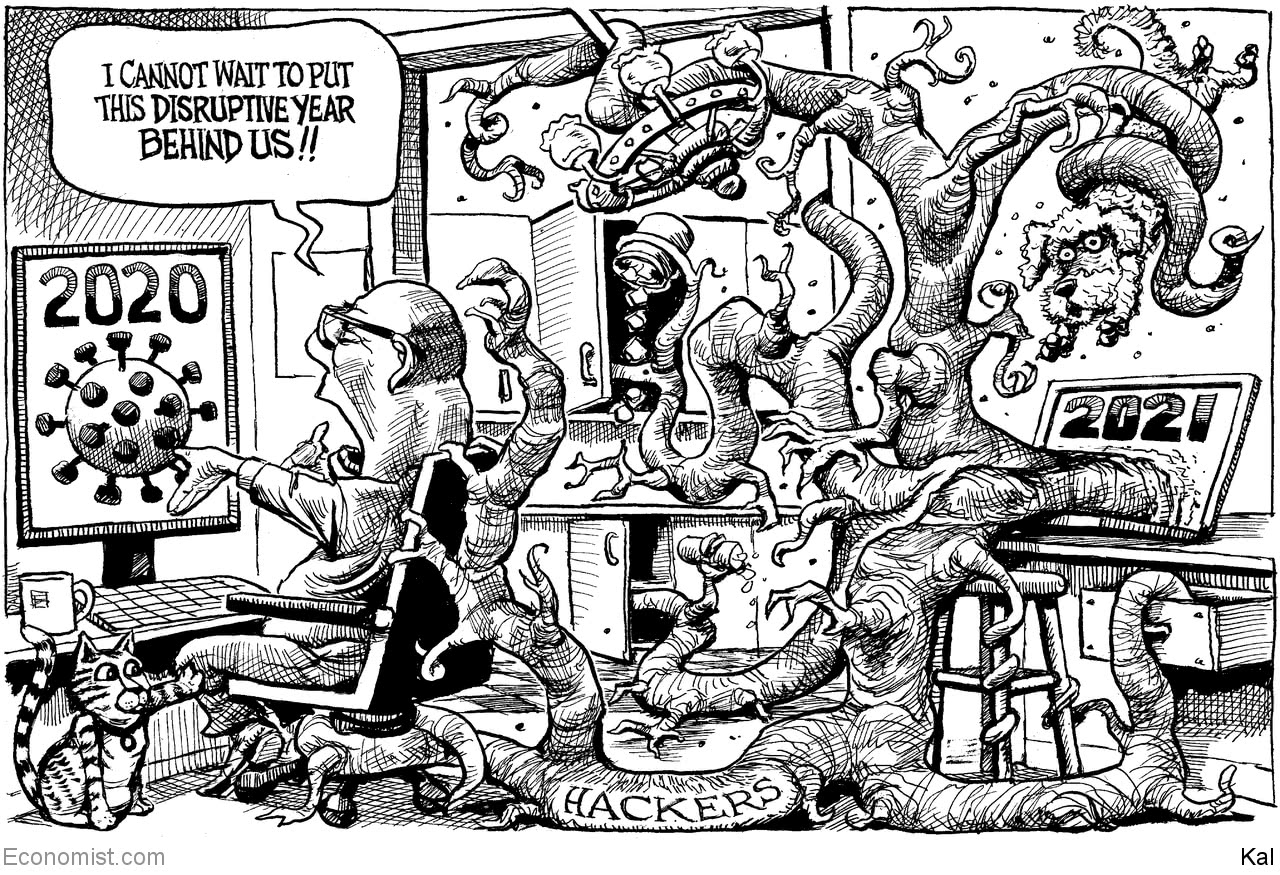 I CANNOT WAIT TO PUT
THIS DISRUPTIVE YEAR
BEHIND US!!
2020
2021
HACKERS
Economist.com
Kal